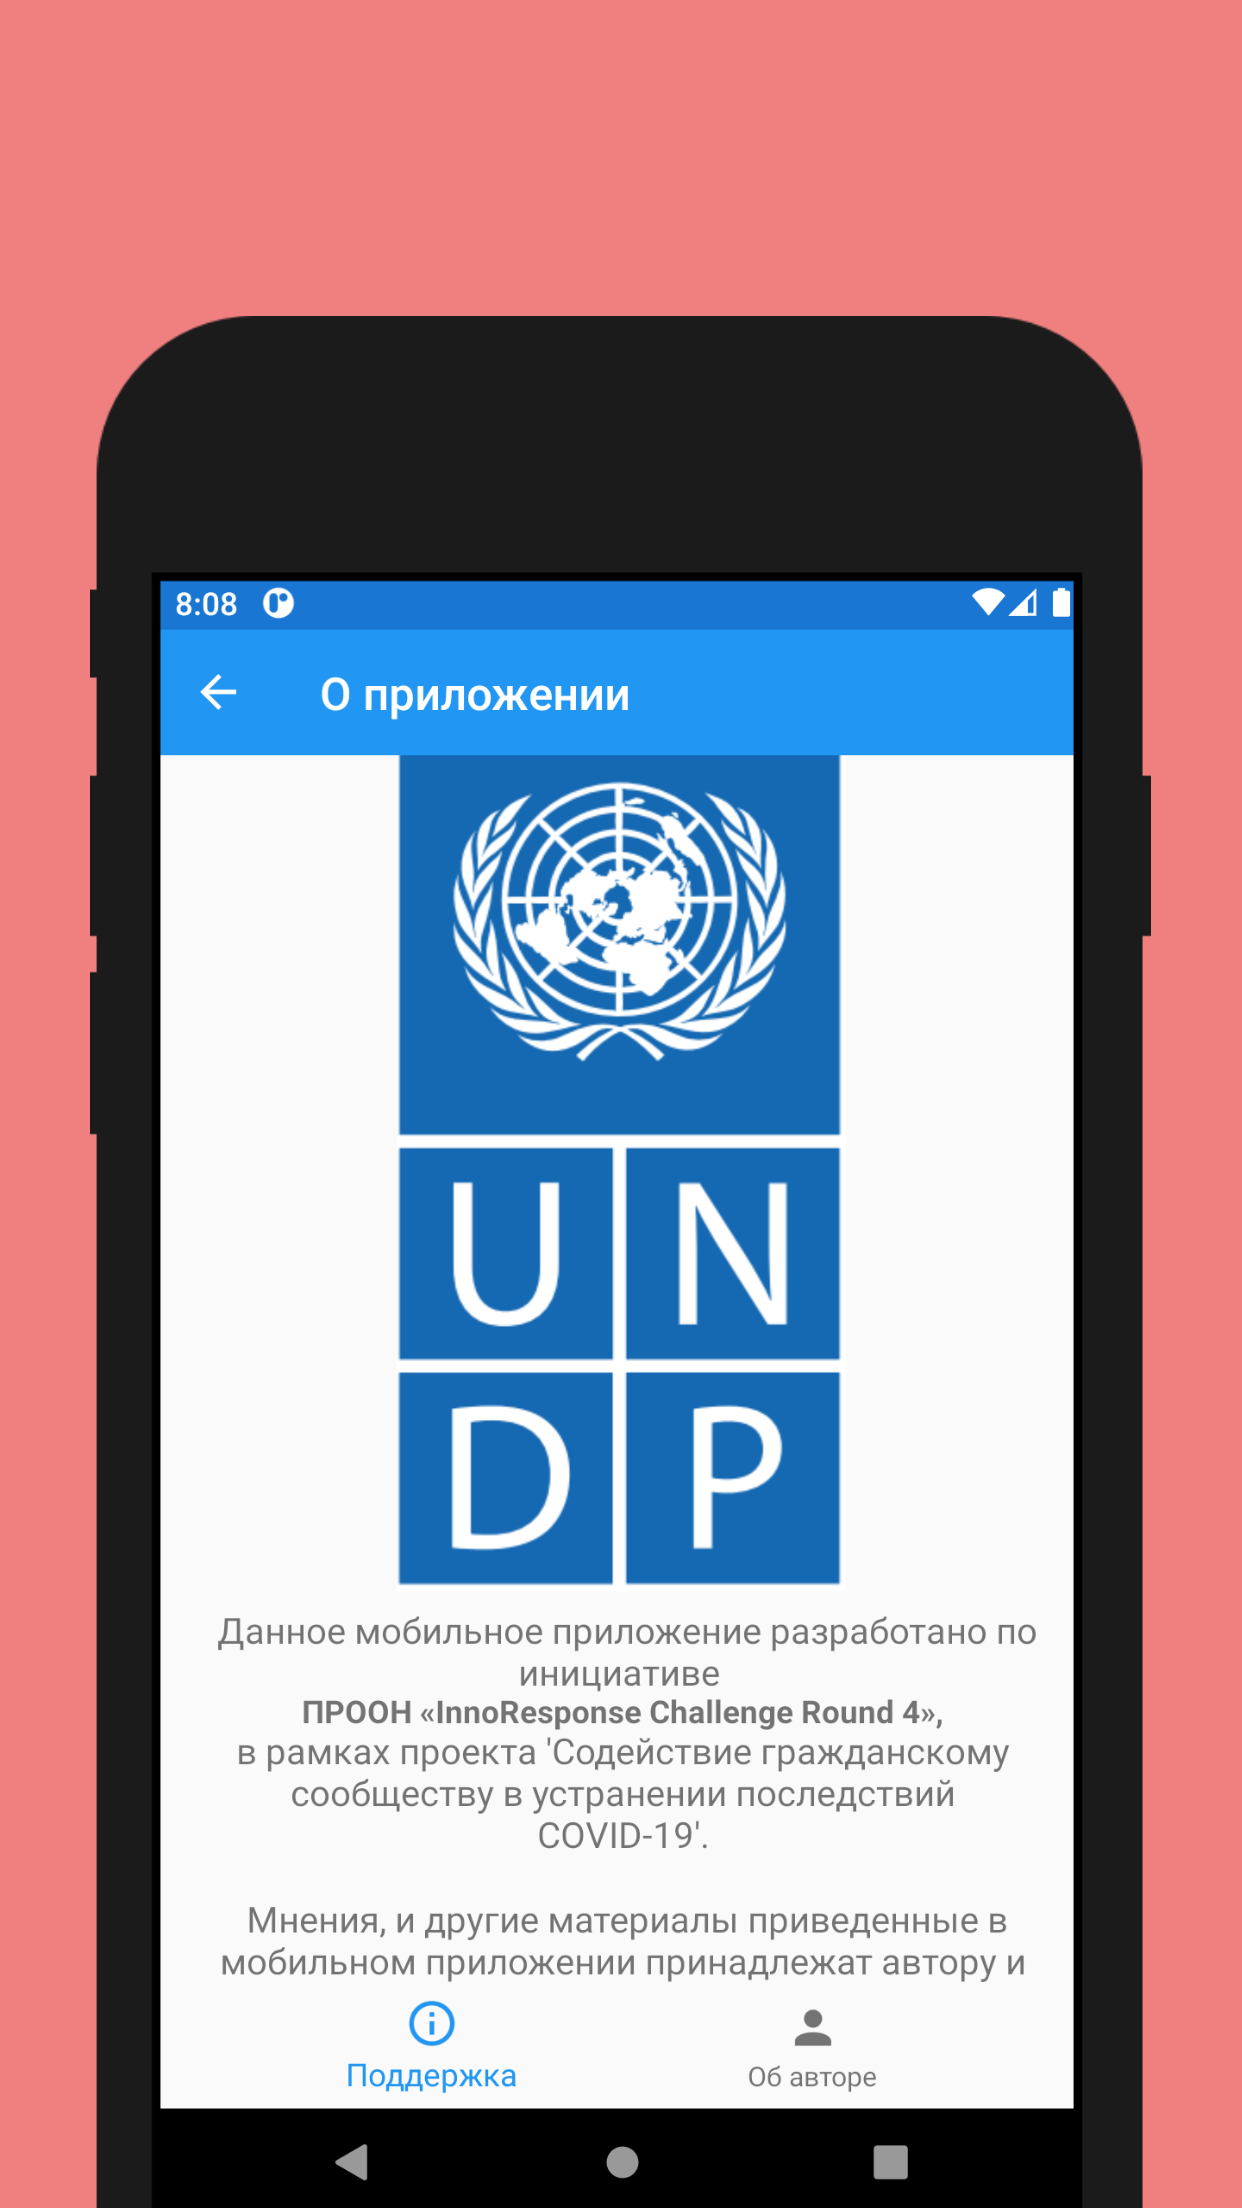 8:08
О приложении
U N
D P
Данное мобильное приложение разработано по
инициативе
ПРООН «InnoResponse Challenge Round 4»,
в рамках проекта 'Содействие гражданскому
сообществу в устранении последствий
COVID-19'.
Мнения, и другие материалы приведенные в
мобильном приложении принадлежат автору и
Поддержка
Об авторе